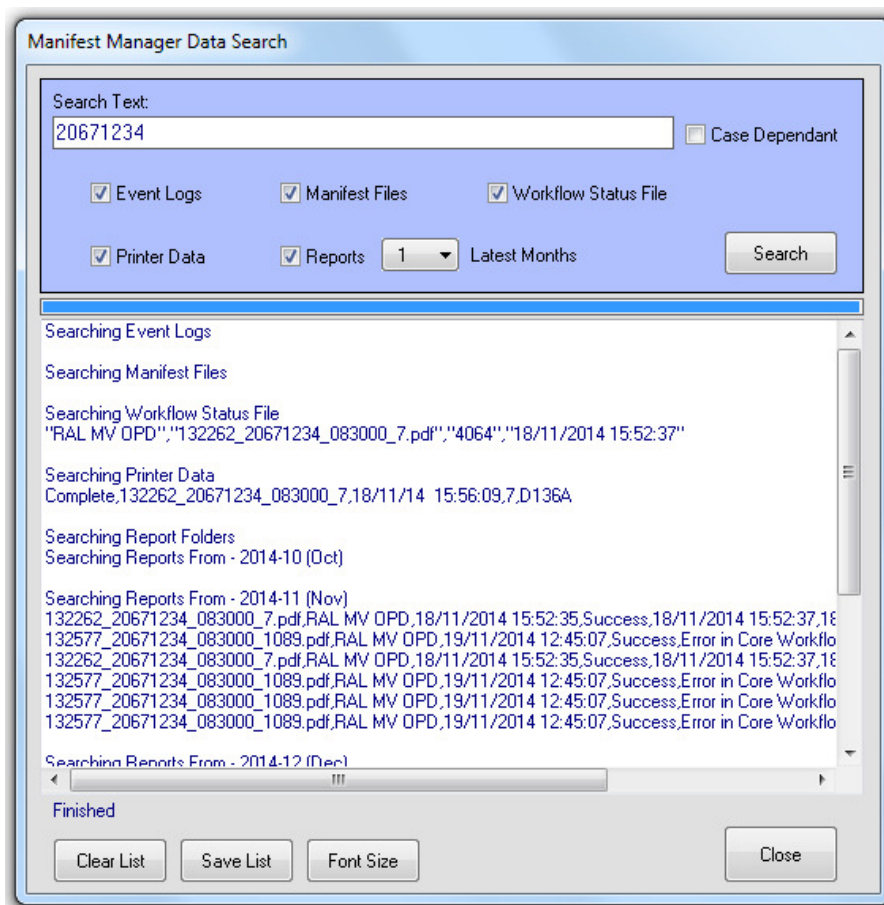 Manifest Manager Data Search
Search Text:
20671234
Case Dependant
Event Logs
Manifest Files
Workflow Status File
Printer Data
Reports
1
Latest Months
Search
Searching Event Logs
Searching Manifest Files
Searching Workflow Status File
"RAL MV OPD","132262_20671234_083000_7.pdf","4064","18/11/2014 15:52:37"
Searching Printer Data
Complete,132262_20671234_083000_7,18/11/14  15:56:09,7,D136A
Searching Report Folders
Searching Reports From - 2014-10 (Oct)
Searching Reports From - 2014-11 (Nov)
132262_20671234_083000_7.pdf,RAL MV OPD,18/11/2014 15:52:35,Success,18/11/2014 15:52:37,18
132577_20671234_083000_1089.pdf,RAL MV OPD,19/11/2014 12:45:07,Success,Error in Core Workflo
132262_20671234_083000_7.pdf,RAL MV OPD,18/11/2014 15:52:35,Success,18/11/2014 15:52:37,18
132577_20671234_083000_1089.pdf,RAL MV OPD,19/11/2014 12:45:07,Success,Error in Core Workflo
132577_20671234_083000_1089.pdf,RAL MV OPD,19/11/2014 12:45:07,Success,Error in Core Workflo
132577_20671234_083000_1089.pdf,RAL MV OPD,19/11/2014 12:45:07,Success,Error in Core Workflo
Searching Reports From - 2014-12 (Dec)
Finished
Clear List
Save List
Font Size
Close